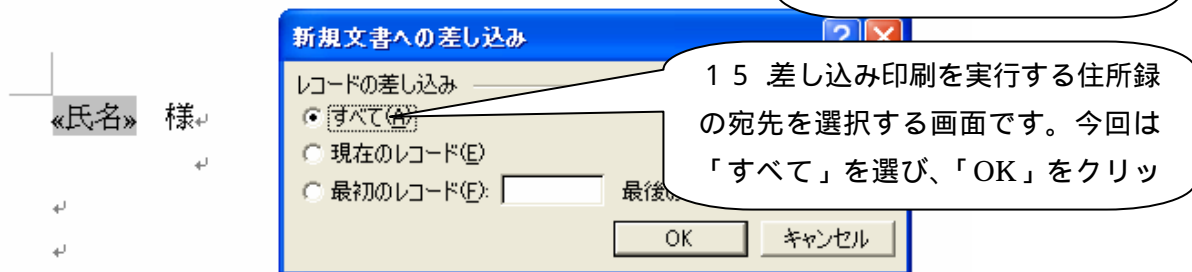 新規文書への差し込み
レコードの差し込み
«氏名» 様
すべて(A)
現在のレコード(E)
最初のレコード(F):
最後の
OK キャンセル
１５ 差し込み印刷を実行する住所録
の宛先を選択する画面です。今回は
「すべて」を選び、「OK」をクリッ